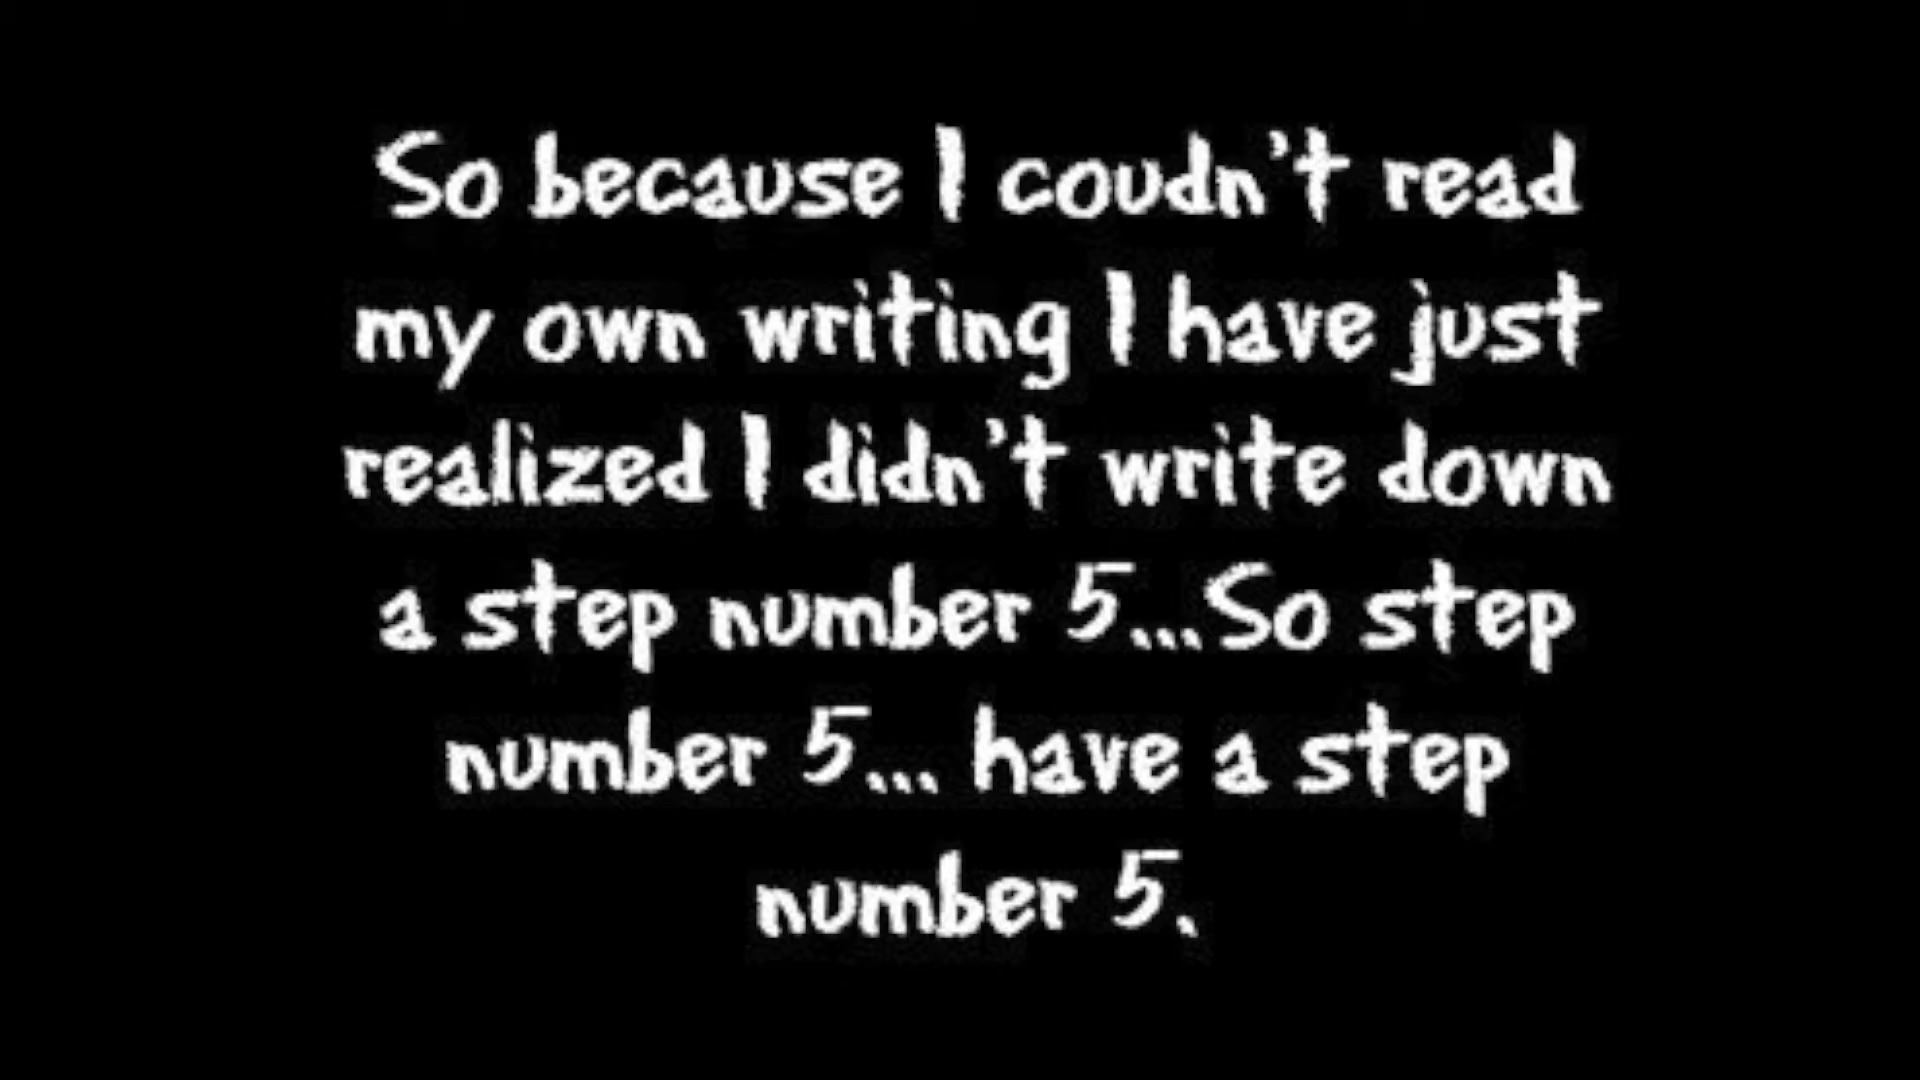 So because I coudn't read
my own writing I have just
realized I didn't write down
a step number 5...So step
number 5... have a step
number 5.